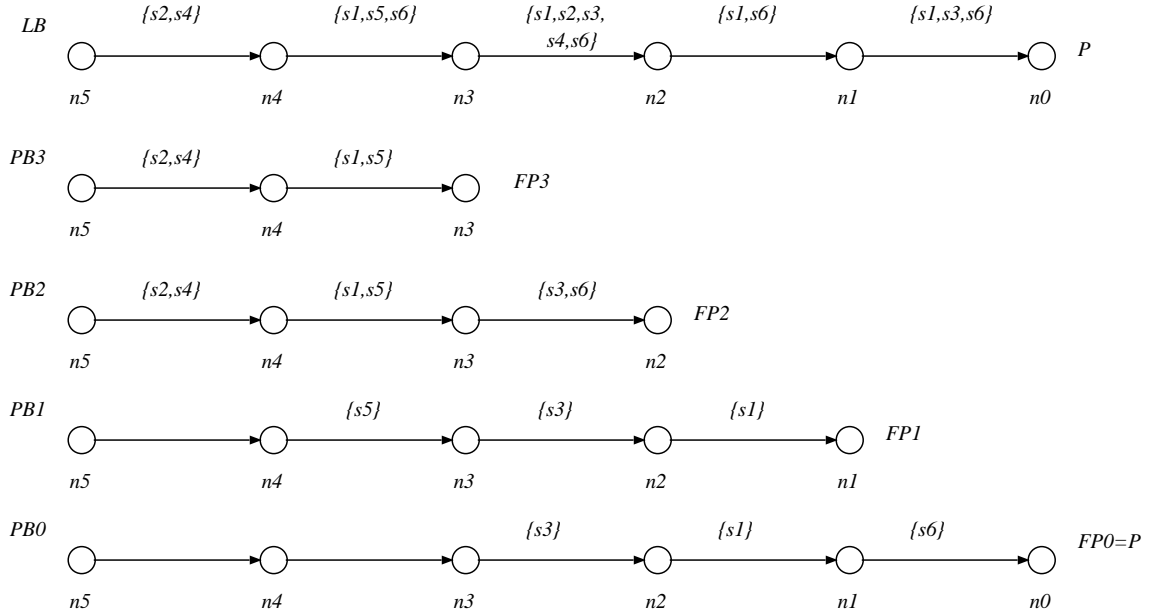 LB {s2,s4} {s1,s5,s6} {s1,s2,s3, {s1,s6} {s1,s3,s6}
s4,s6} P
n5 n4 n3 n2 n1 n0
PB3 {s2,s4} {s1,s5} FP3
n5 n4 n3
PB2 {s2,s4} {s1,s5} {s3,s6} FP2
n5 n4 n3 n2
PB1 {s5} {s3} {s1} FP1
n5 n4 n3 n2 n1
PB0 {s3} {s1} {s6} FP0=P
n5 n4 n3 n2 n1 n0